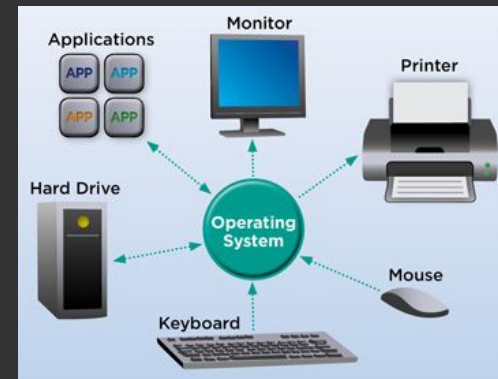 Monitor
Applications
Printer
APP APP
APP APP
Hard Drive
Operating
System
Mouse
Keyboard